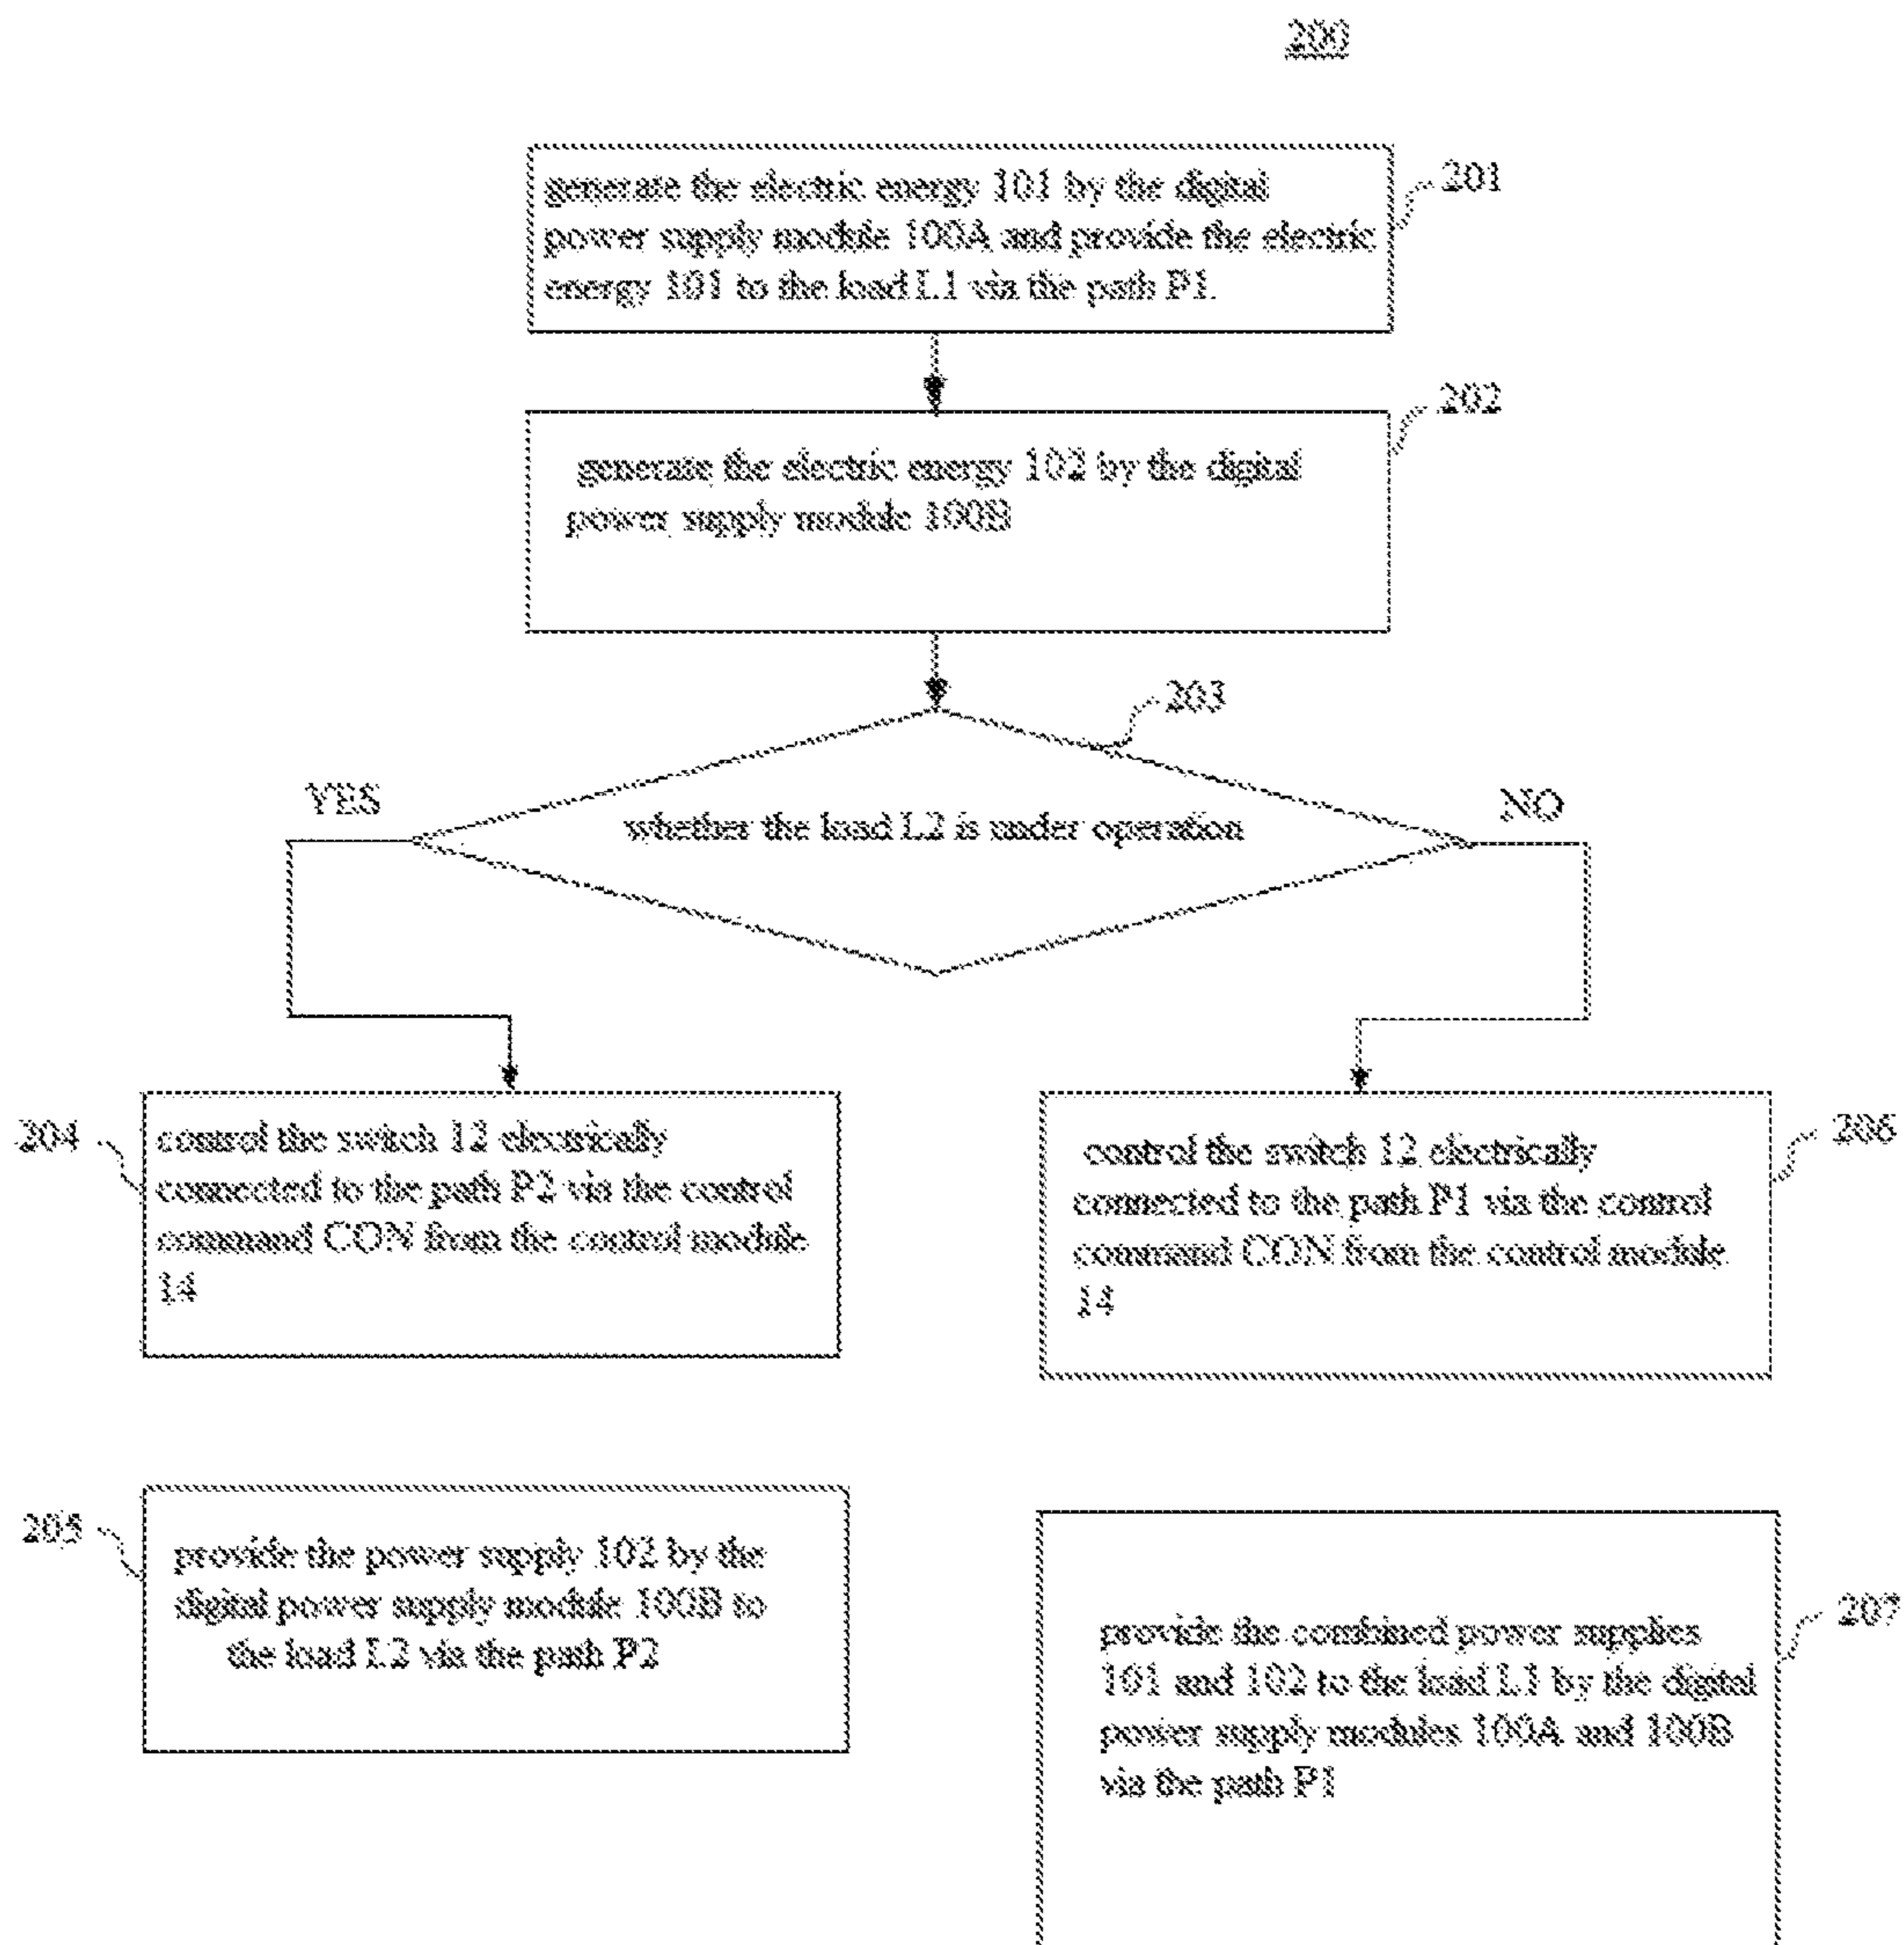 200
generate the electric energy 101 by the digital
power supply module 100A and provide the electric
energy 101 to the load L1 via the path P1.
201
generate the electric energy 102 by the digital
power supply module 100B
202
203
whether the load L2 is under operation
YES
NO
204
control the switch 12 electrically
connected to the path P2 via the control
command CON from the control module
14
control the switch 12 electrically
connected to the path P1 via the control
command CON from the control module
14
206
205
provide the power supply 102 by the
digital power supply module 100B to
the load L2 via the path P2
provide the combined power supplies
101 and 102 to the load L1 by the digital
power supply modules 100A and 100B
via the path P1
207